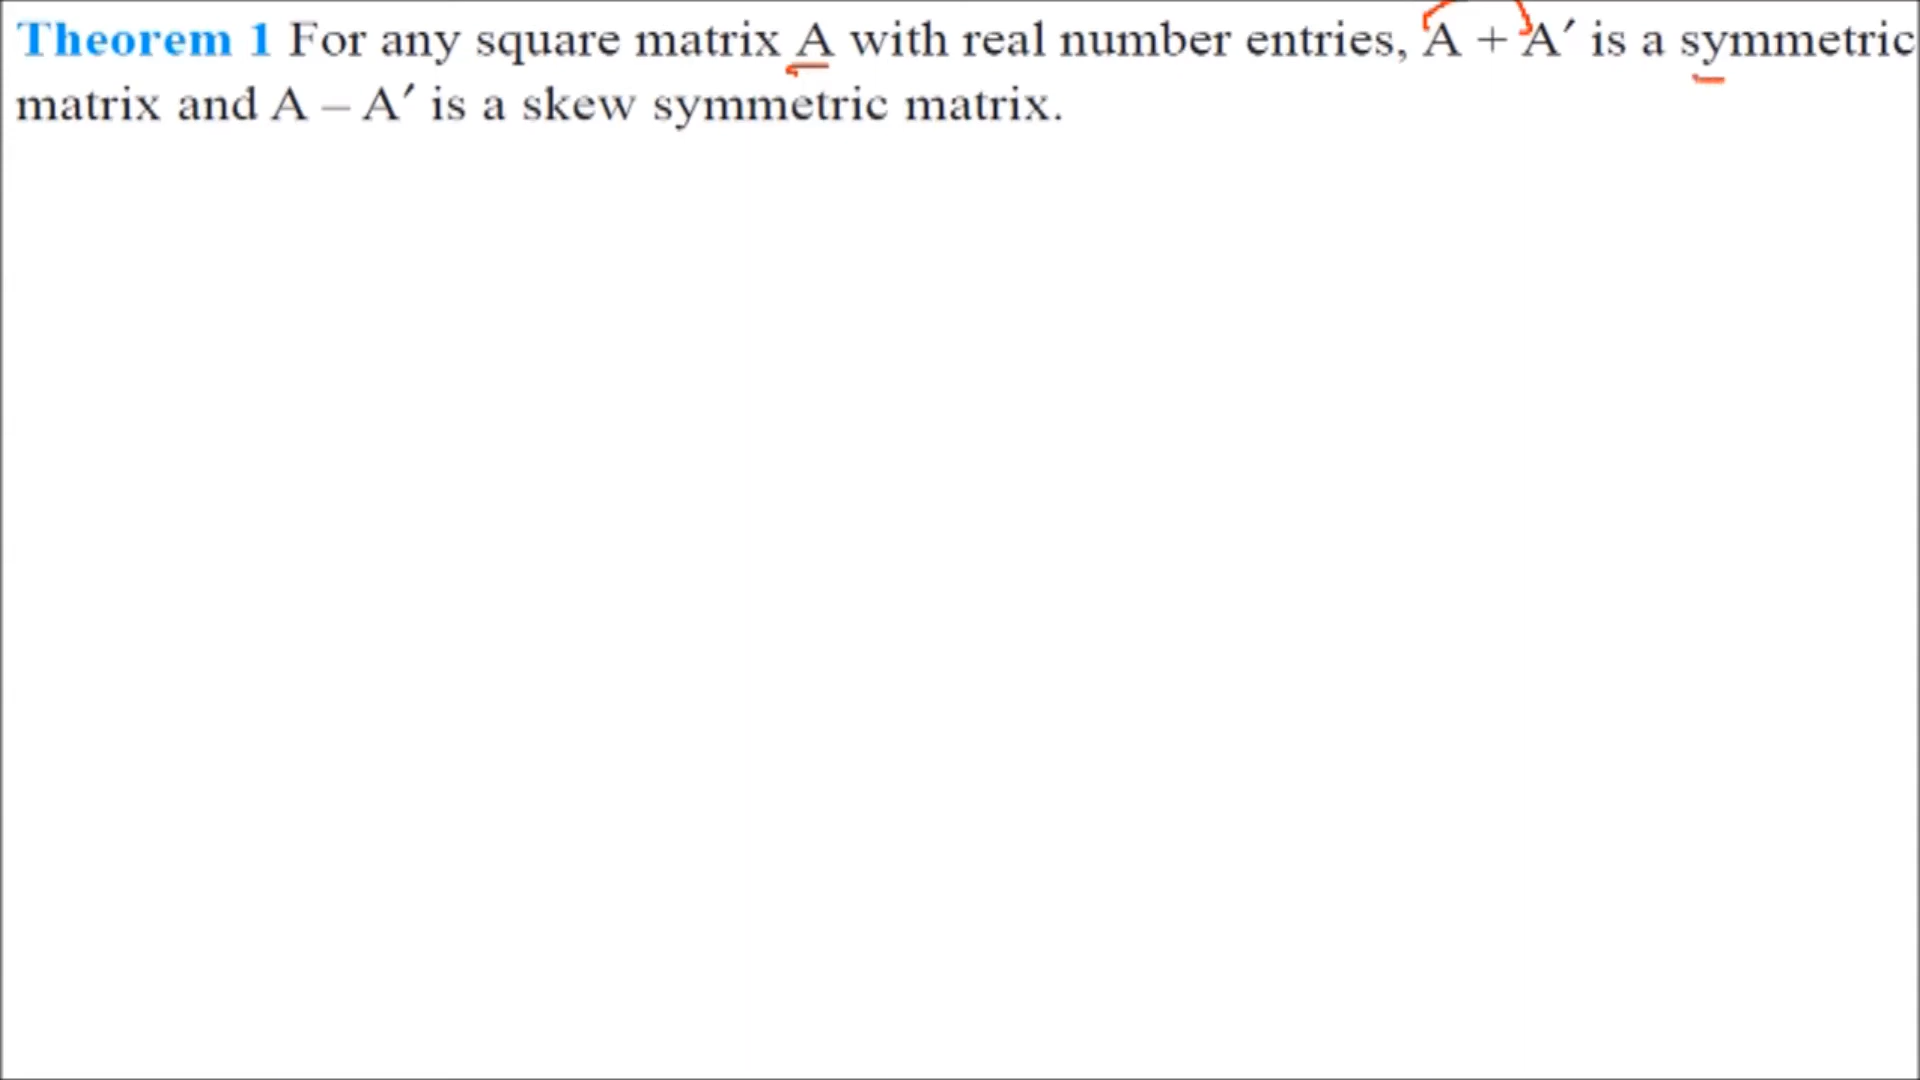 Theorem 1 For any square matrix A with real number entries, A + A′ is a symmetric
matrix and A – A′ is a skew symmetric matrix.